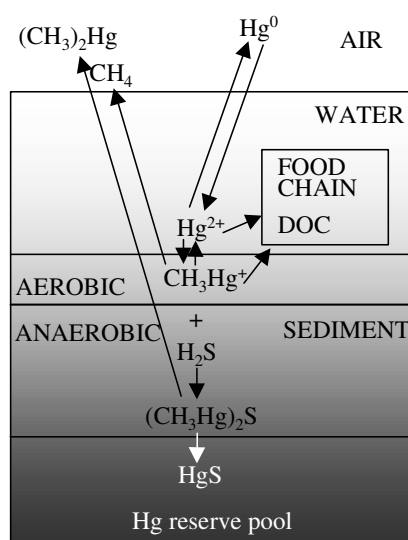 (CH₃)₂Hg
Hg⁰
AIR
CH₄
WATER
FOOD
CHAIN
DOC
Hg²⁺
CH₃Hg⁺
AEROBIC
+
ANAEROBIC
SEDIMENT
H₂S
(CH₃Hg)₂S
HgS
Hg reserve pool